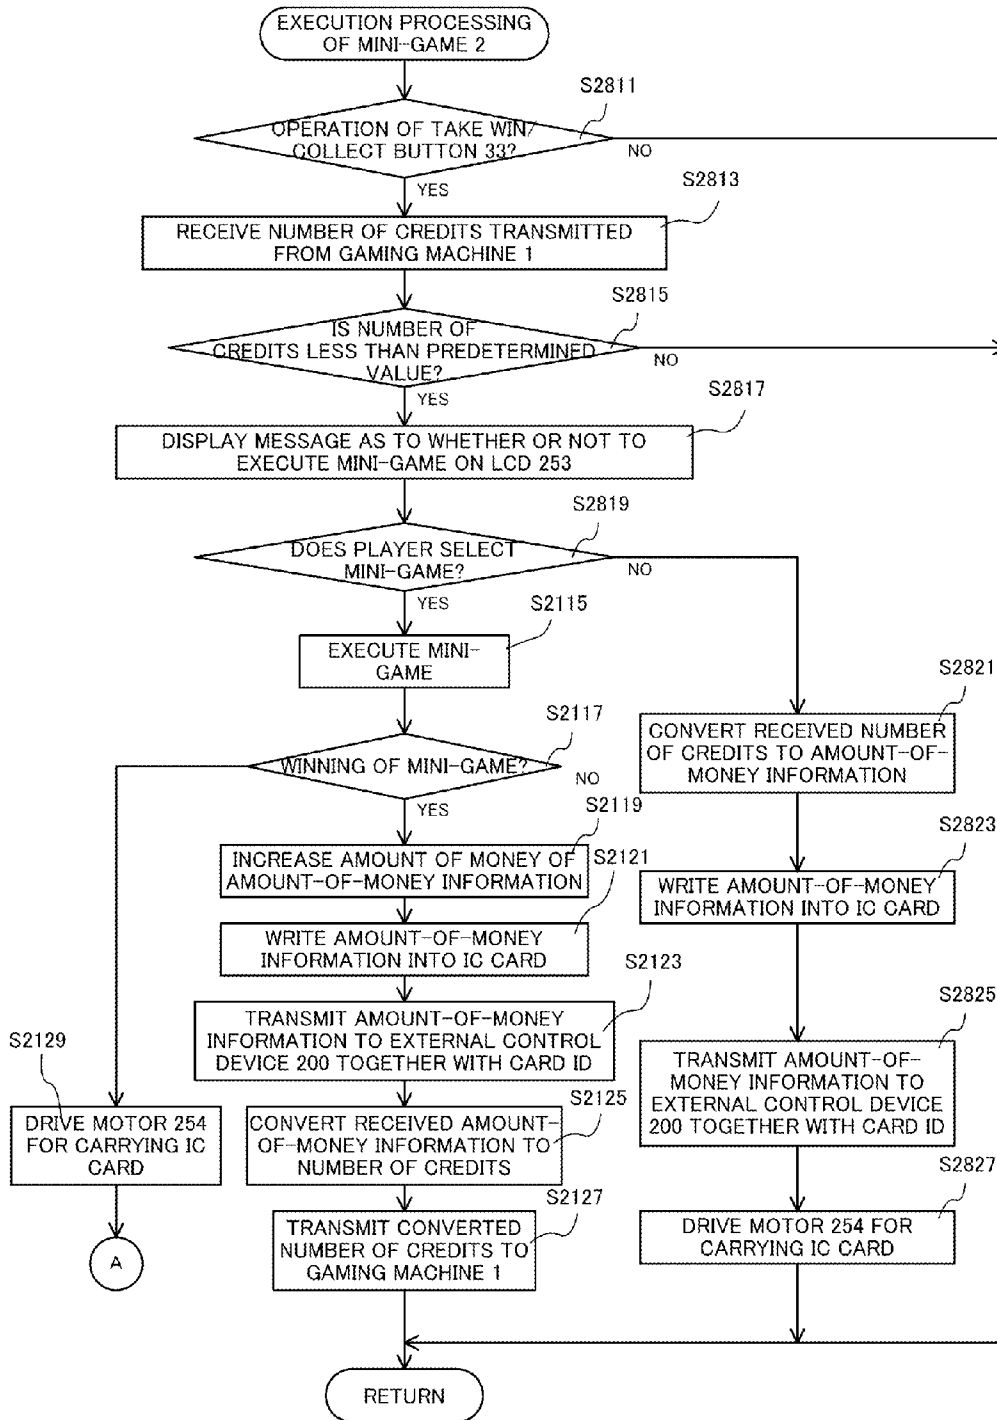 EXECUTION PROCESSING
OF MINI-GAME 2
S2811
OPERATION OF TAKE WIN/
COLLECT BUTTON 33?
NO
YES
S2813
RECEIVE NUMBER OF CREDITS TRANSMITTED
FROM GAMING MACHINE 1
S2815
IS NUMBER OF
CREDITS LESS THAN PREDETERMINED
VALUE?
NO
YES
S2817
DISPLAY MESSAGE AS TO WHETHER OR NOT TO
EXECUTE MINI-GAME ON LCD 253
S2819
DOES PLAYER SELECT
MINI-GAME?
NO
YES
S2115
EXECUTE MINI-
GAME
S2821
CONVERT RECEIVED NUMBER
OF CREDITS TO AMOUNT-OF-
MONEY INFORMATION
S2117
WINNING OF MINI-GAME?
NO
YES
S2119
INCREASE AMOUNT OF MONEY OF
AMOUNT-OF-MONEY INFORMATION
S2121
WRITE AMOUNT-OF-MONEY
INFORMATION INTO IC CARD
S2823
WRITE AMOUNT-OF-MONEY
INFORMATION INTO IC CARD
S2123
TRANSMIT AMOUNT-OF-MONEY
INFORMATION TO EXTERNAL CONTROL
DEVICE 200 TOGETHER WITH CARD ID
S2825
TRANSMIT AMOUNT-OF-
MONEY INFORMATION TO
EXTERNAL CONTROL DEVICE
200 TOGETHER WITH CARD ID
S2129
DRIVE MOTOR 254
FOR CARRYING IC
CARD
S2125
CONVERT RECEIVED AMOUNT-
OF-MONEY INFORMATION TO
NUMBER OF CREDITS
S2827
DRIVE MOTOR 254 FOR
CARRYING IC CARD
S2127
TRANSMIT CONVERTED
NUMBER OF CREDITS TO
GAMING MACHINE 1
A
RETURN